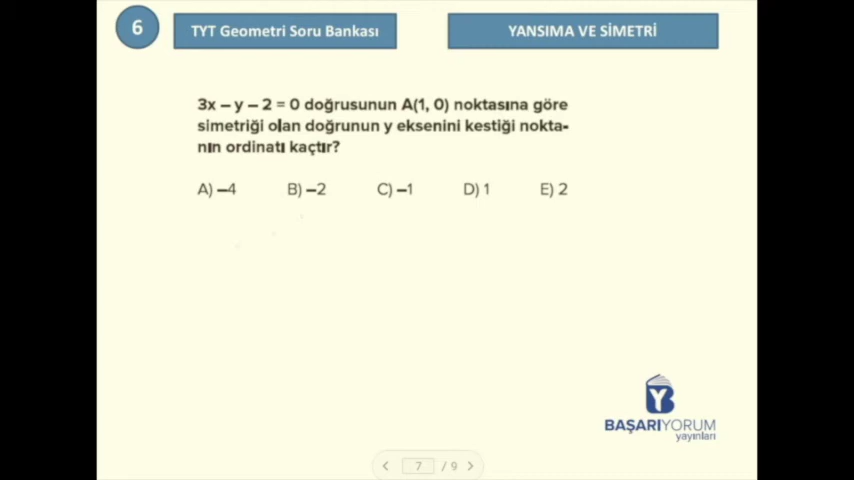 6
TYT Geometri Soru Bankası
YANSIMA VE SİMETRİ
3x – y – 2 = 0 doğrusunun A(1, 0) noktasına göre
simetriği olan doğrunun y eksenini kestiği nokta-
nın ordinatı kaçtır?
A) –4 B) –2 C) –1 D) 1 E) 2
BAŞARIYORUM
yayınları
7 / 9